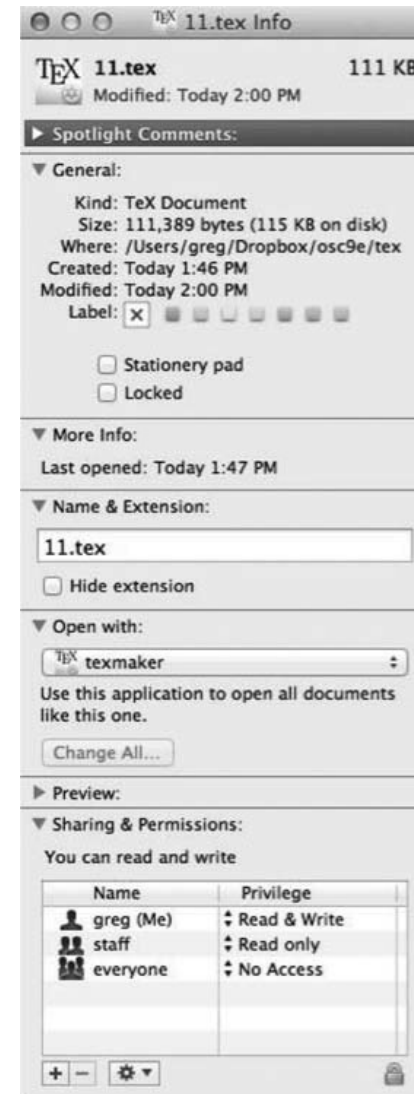 TEX 11.tex Info
TEX 11.tex 111 KB
Modified: Today 2:00 PM
Spotlight Comments:
General:
Kind: TeX Document
Size: 111,389 bytes (115 KB on disk)
Where: /Users/greg/Dropbox/osc9e/tex
Created: Today 1:46 PM
Modified: Today 2:00 PM
Label: x
Stationery pad
Locked
More Info:
Last opened: Today 1:47 PM
Name & Extension:
11.tex
Hide extension
Open with:
TEX texmaker
Use this application to open all documents
like this one.
Change All...
Preview:
Sharing & Permissions:
You can read and write
Name Privilege
greg (Me) Read & Write
staff Read only
everyone No Access